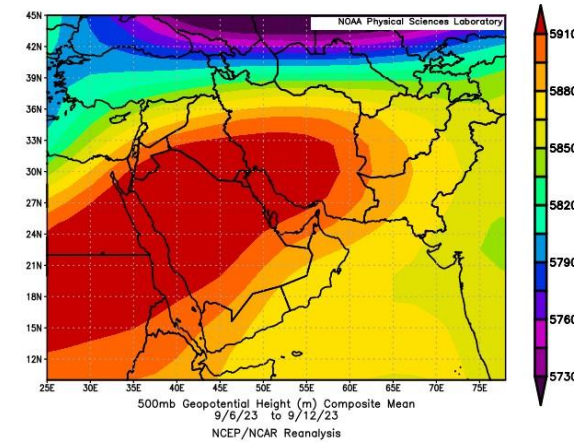 NOAA Physical Sciences Laboratory
45N
42N
39N
36N
33N
30N
27N
24N
21N
18N
15N
12N
25E 30E 35E 40E 45E 50E 55E 60E 65E 70E 75E
5910
5880
5850
5820
5790
5760
5730
500mb Geopotential Height (m) Composite Mean
9/6/23 to 9/12/23
NCEP/NCAR Reanalysis